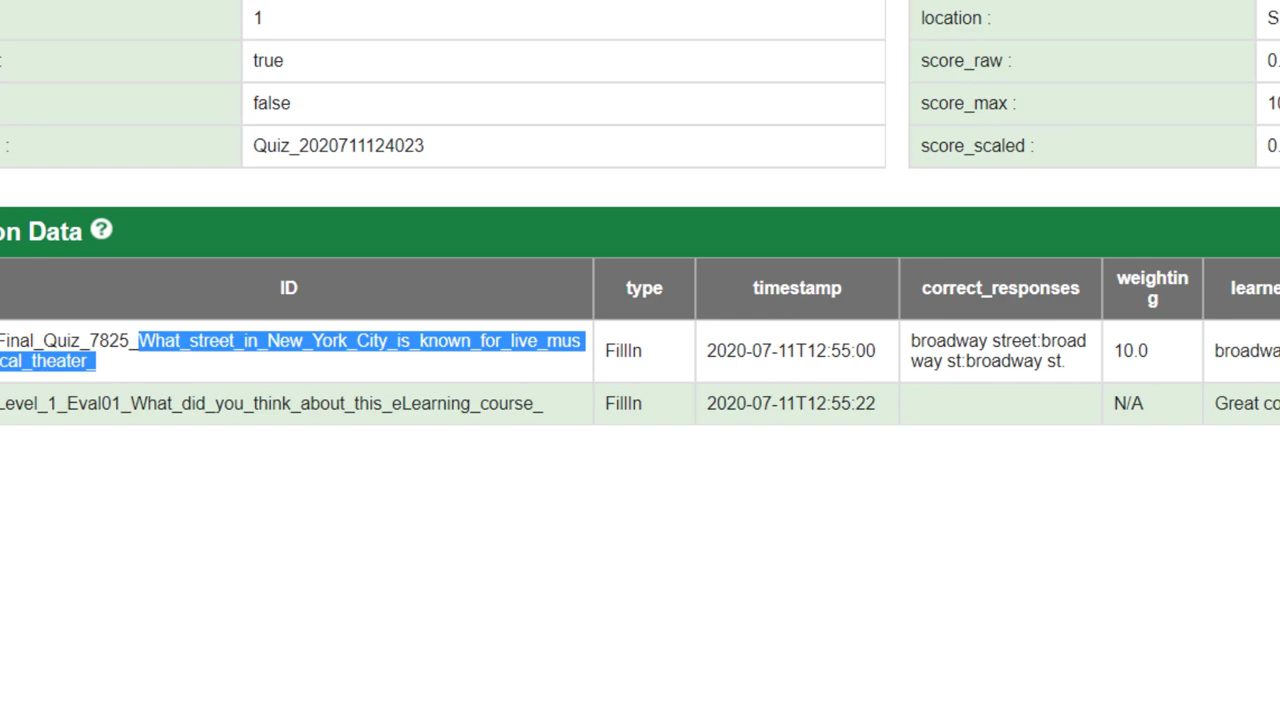 1
location :
true
score_raw :
0.
false
score_max :
10
:
Quiz_2020711124023
score_scaled :
0.
on Data
ID
type
timestamp
correct_responses
weightin
g
learne
Final_Quiz_7825_What_street_in_New_York_City_is_known_for_live_mus
cal_theater_
FillIn
2020-07-11T12:55:00
broadway street:broad
way st:broadway st.
10.0
broadwa
Level_1_Eval01_What_did_you_think_about_this_eLearning_course_
FillIn
2020-07-11T12:55:22
N/A
Great co